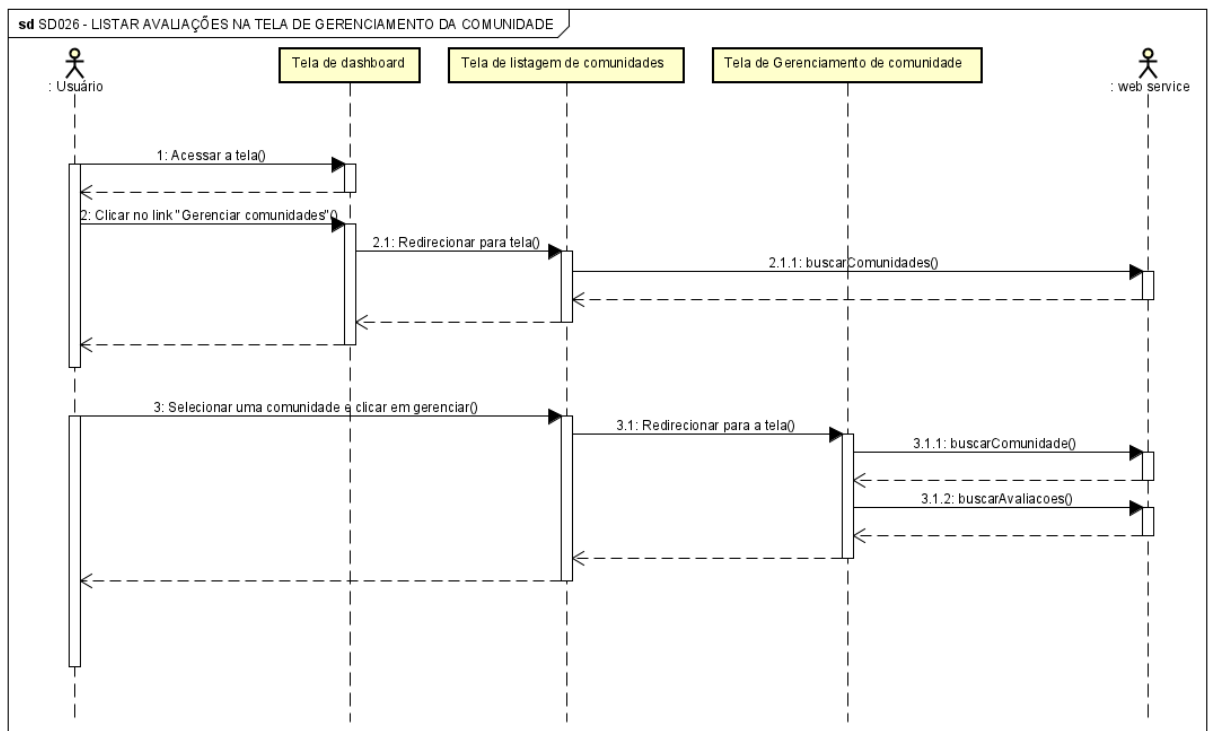 sd SD026 - LISTAR AVALIAÇÕES NA TELA DE GERENCIAMENTO DA COMUNIDADE
: Usuário
Tela de dashboard
Tela de listagem de comunidades
Tela de Gerenciamento de comunidade
: web service
1: Acessar a tela()
2: Clicar no link "Gerenciar comunidades"()
2.1: Redirecionar para tela()
2.1.1: buscarComunidades()
3: Selecionar uma comunidade e clicar em gerenciar()
3.1: Redirecionar para a tela()
3.1.1: buscarComunidade()
3.1.2: buscarAvaliacoes()